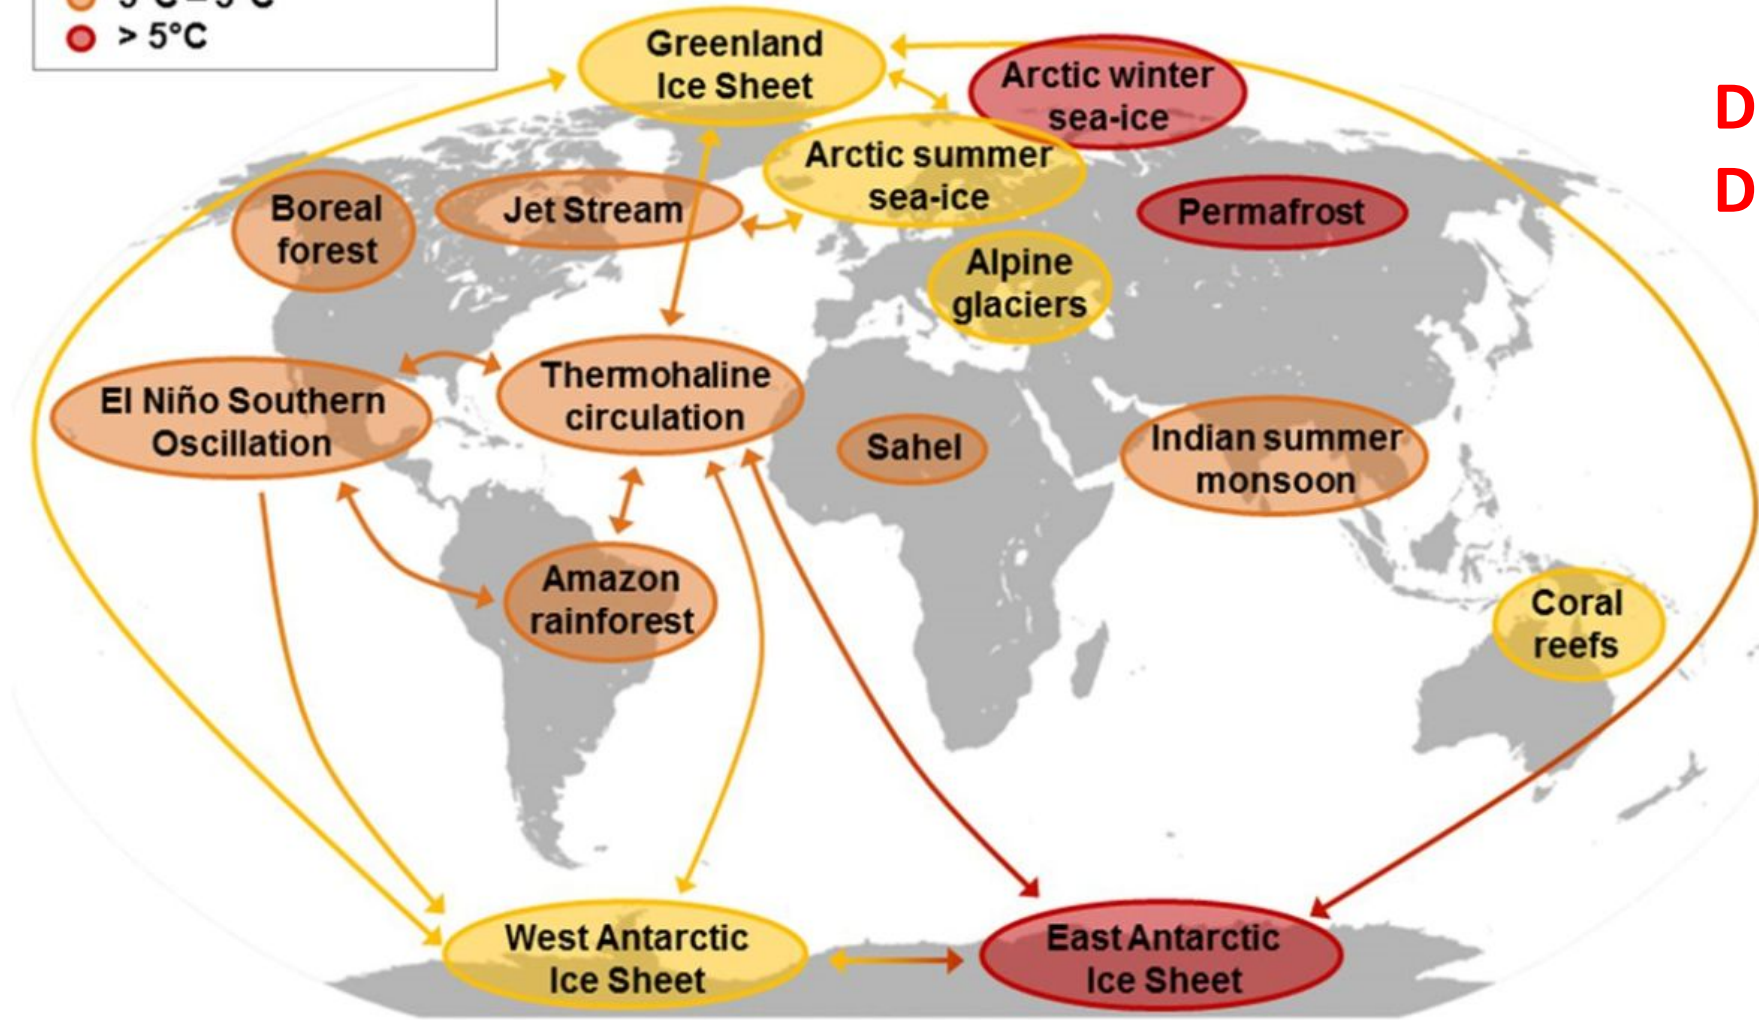 > 5°C
Greenland
Ice Sheet
Arctic winter
sea-ice
D
Arctic summer
sea-ice
D
Boreal
forest
Jet Stream
Permafrost
Alpine
glaciers
El Niño Southern
Oscillation
Thermohaline
circulation
Sahel
Indian summer
monsoon
Amazon
rainforest
Coral
reefs
West Antarctic
Ice Sheet
East Antarctic
Ice Sheet